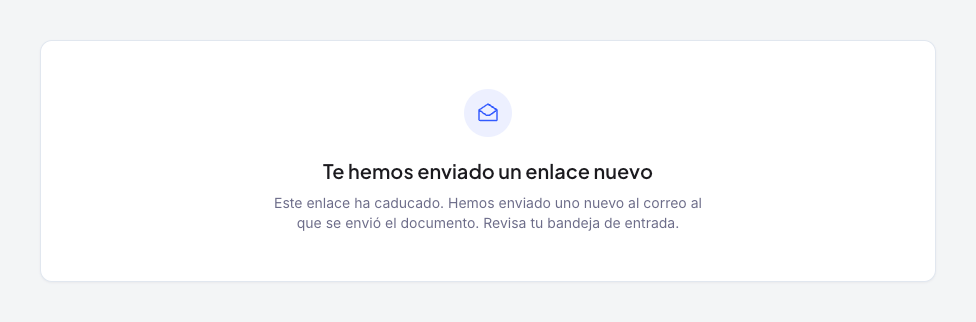 Te hemos enviado un enlace nuevo
Este enlace ha caducado. Hemos enviado uno nuevo al correo al
que se envió el documento. Revisa tu bandeja de entrada.